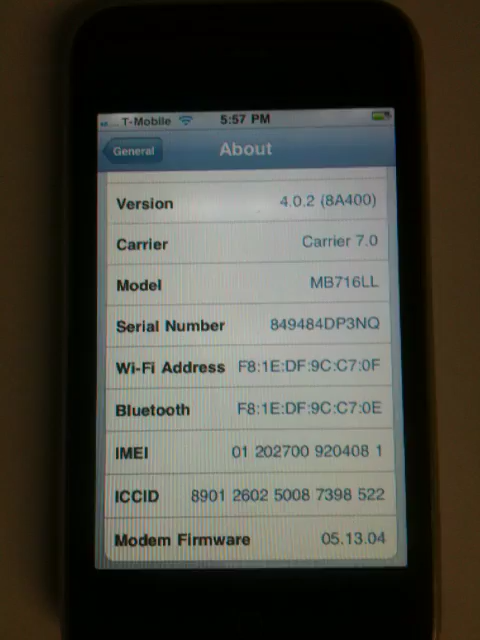 T-Mobile 5:57 PM
General About
Version 4.0.2 (8A400)
Carrier Carrier 7.0
Model MB716LL
Serial Number 849484DP3NQ
Wi-Fi Address F8:1E:DF:9C:C7:0F
Bluetooth F8:1E:DF:9C:C7:0E
IMEI 01 202700 920408 1
ICCID 8901 2602 5008 7398 522
Modem Firmware 05.13.04